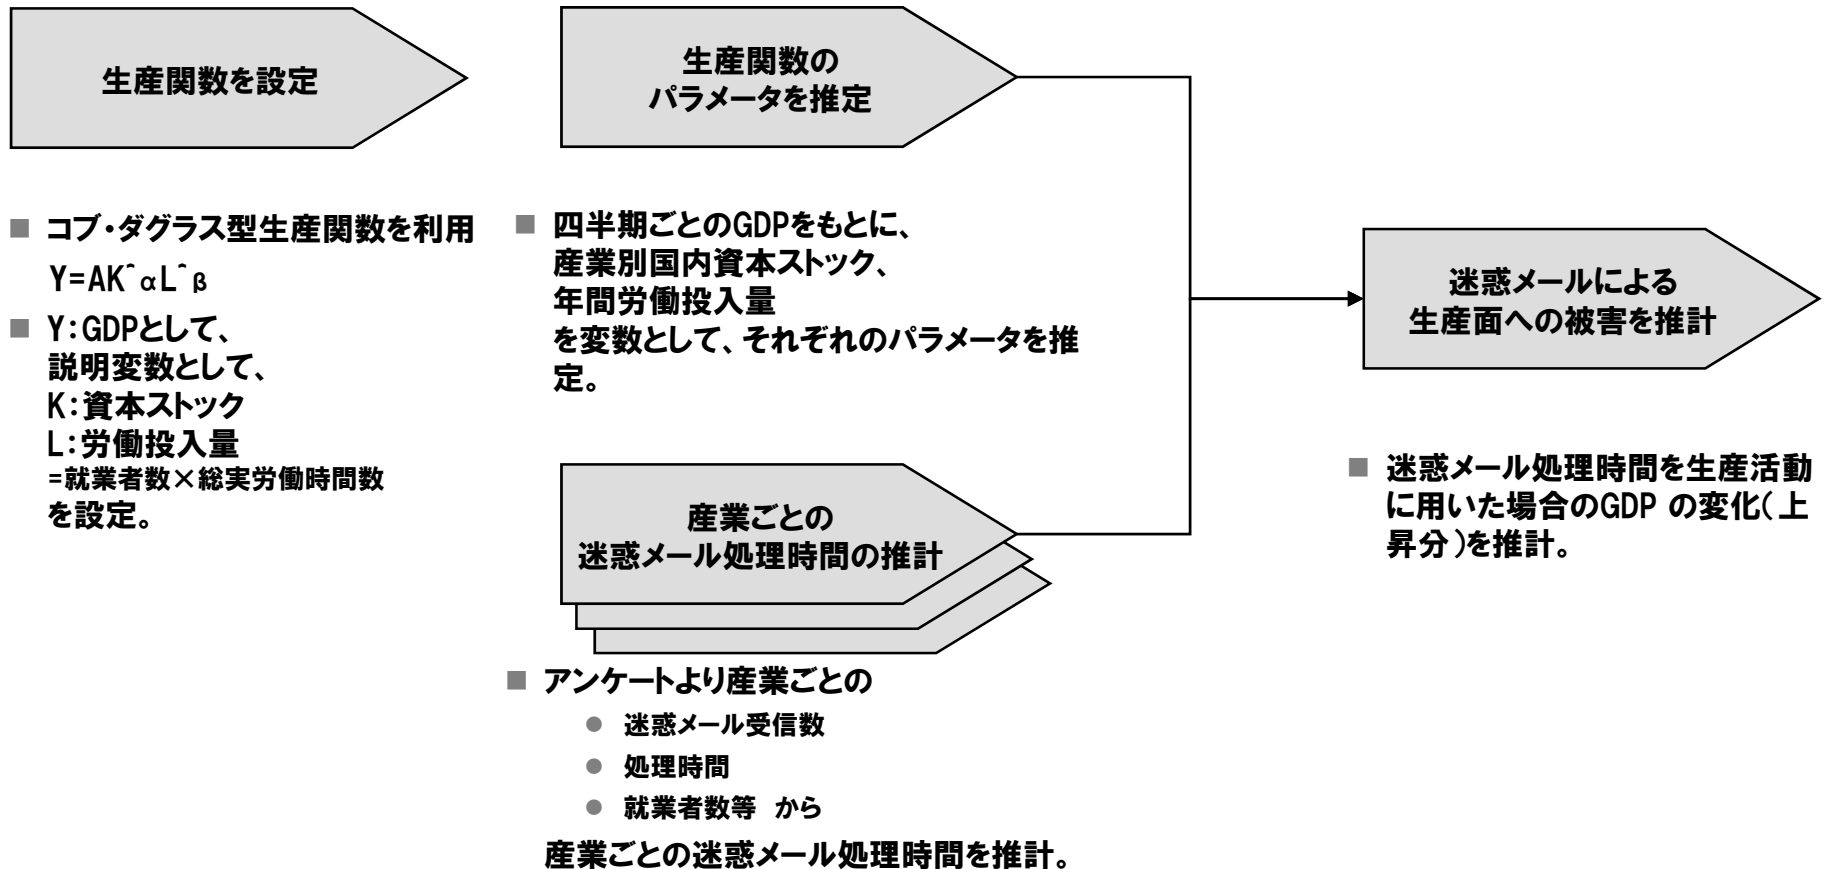 生産関数を設定
■ コブ・ダグラス型生産関数を利用
Y=AK^αL^β
■ Y:GDPとして、
説明変数として、
K:資本ストック
L:労働投入量
=就業者数×総実労働時間数
を設定。
生産関数の
パラメータを推定
■ 四半期ごとのGDPをもとに、
産業別国内資本ストック、
年間労働投入量
を変数として、それぞれのパラメータを推
定。
産業ごとの
迷惑メール処理時間の推計
■ アンケートより産業ごとの
● 迷惑メール受信数
● 処理時間
● 就業者数等 から
産業ごとの迷惑メール処理時間を推計。
迷惑メールによる
生産面への被害を推計
■ 迷惑メール処理時間を生産活動
に用いた場合のGDP の変化(上
昇分)を推計。